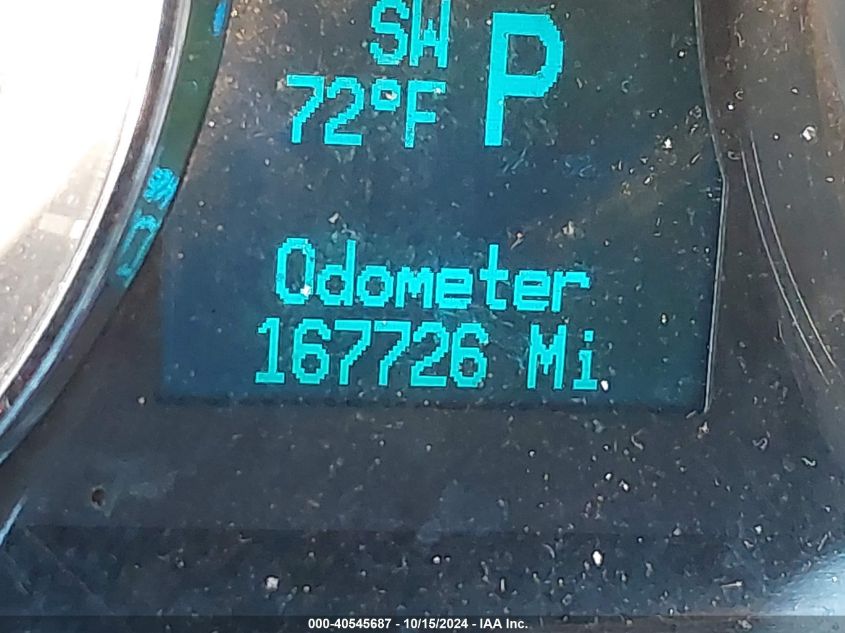 SW
72°F P
Odometer
167726 Mi
000-40545687 - 10/15/2024 - IAA Inc.